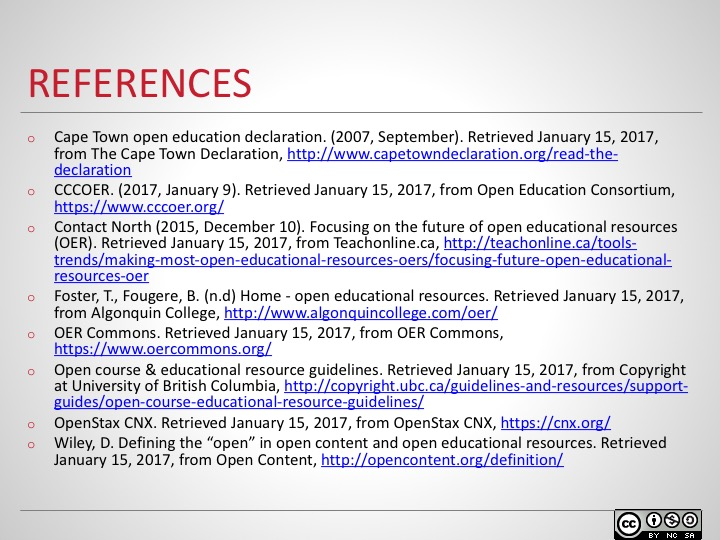 REFERENCES
Cape Town open education declaration. (2007, September). Retrieved January 15, 2017,
from The Cape Town Declaration, http://www.capetowndeclaration.org/read-the-
declaration
CCCOER. (2017, January 9). Retrieved January 15, 2017, from Open Education Consortium,
https://www.cccoer.org/
Contact North (2015, December 10). Focusing on the future of open educational resources
(OER). Retrieved January 15, 2017, from Teachonline.ca, http://teachonline.ca/tools-
trends/making-most-open-educational-resources-oers/focusing-future-open-educational-
resources-oer
Foster, T., Fougere, B. (n.d) Home - open educational resources. Retrieved January 15, 2017,
from Algonquin College, http://www.algonquincollege.com/oer/
OER Commons. Retrieved January 15, 2017, from OER Commons,
https://www.oercommons.org/
Open course & educational resource guidelines. Retrieved January 15, 2017, from Copyright
at University of British Columbia, http://copyright.ubc.ca/guidelines-and-resources/support-
guides/open-course-educational-resource-guidelines/
OpenStax CNX. Retrieved January 15, 2017, from OpenStax CNX, https://cnx.org/
Wiley, D. Defining the “open” in open content and open educational resources. Retrieved
January 15, 2017, from Open Content, http://opencontent.org/definition/
cc
BY NC SA